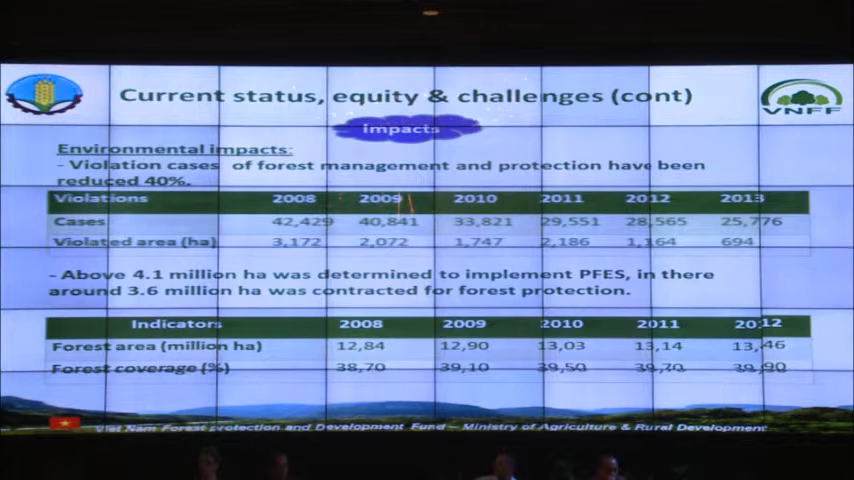 Current status, equity & challenges (cont)
VNFF
impacts
Environmental impacts:
- Violation cases of forest management and protection have been
reduced 40%.
Violations 2008 2009 2010 2011 2012 2013
Cases 42,429 40,841 33,821 29,551 28,565 25,776
Violated area (ha) 3,172 2,072 1,747 2,186 1,164 694
- Above 4.1 million ha was determined to implement PFES, in there
around 3.6 million ha was contracted for forest protection.
Indicators 2008 2009 2010 2011 2012
Forest area (million ha) 12,84 12,90 13,03 13,14 13,46
Forest coverage (%) 38,70 39,10 39,50 39,70 39,90
Viet Nam Forest protection and Development Fund – Ministry of Agriculture & Rural Development